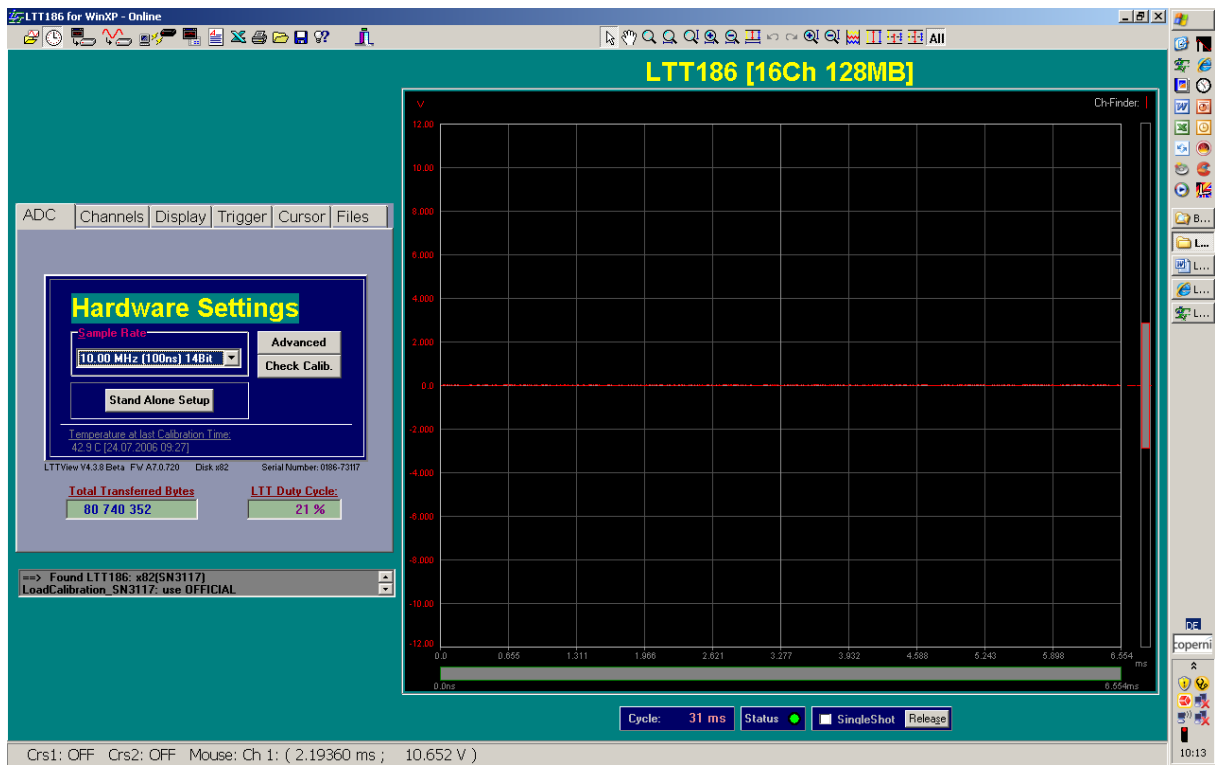 LTT186 for WinXP - Online
All
LTT186 [16Ch 128MB]
V
Ch-Finder:
12.00
10.00
8.000
6.000
4.000
2.000
0.0
-2.000
-4.000
-6.000
-8.000
-10.00
-12.00
0.0 0.655 1.311 1.966 2.621 3.277 3.932 4.588 5.243 5.898 6.554
ms
0.0ns 6.554ms
ADC Channels Display Trigger Cursor Files
Hardware Settings
Sample Rate
10.00 MHz (100ns) 14Bit
Advanced
Check Calib.
Stand Alone Setup
Temperature at last Calibration Time:
42.9 C [24.07.2006 09:27]
LTTView V4.3.8 Beta FW A7.0.720 Disk x82 Serial Number: 0186-73117
Total Transferred Bytes LTT Duty Cycle:
80 740 352 21 %
==> Found LTT186: x82(SN3117)
LoadCalibration_SN3117: use OFFICIAL
Cycle: 31 ms Status SingleShot Release
Crs1: OFF Crs2: OFF Mouse: Ch 1: ( 2.19360 ms ; 10.652 V )
B...
L...
L...
L...
L...
DE
coperni
10:13